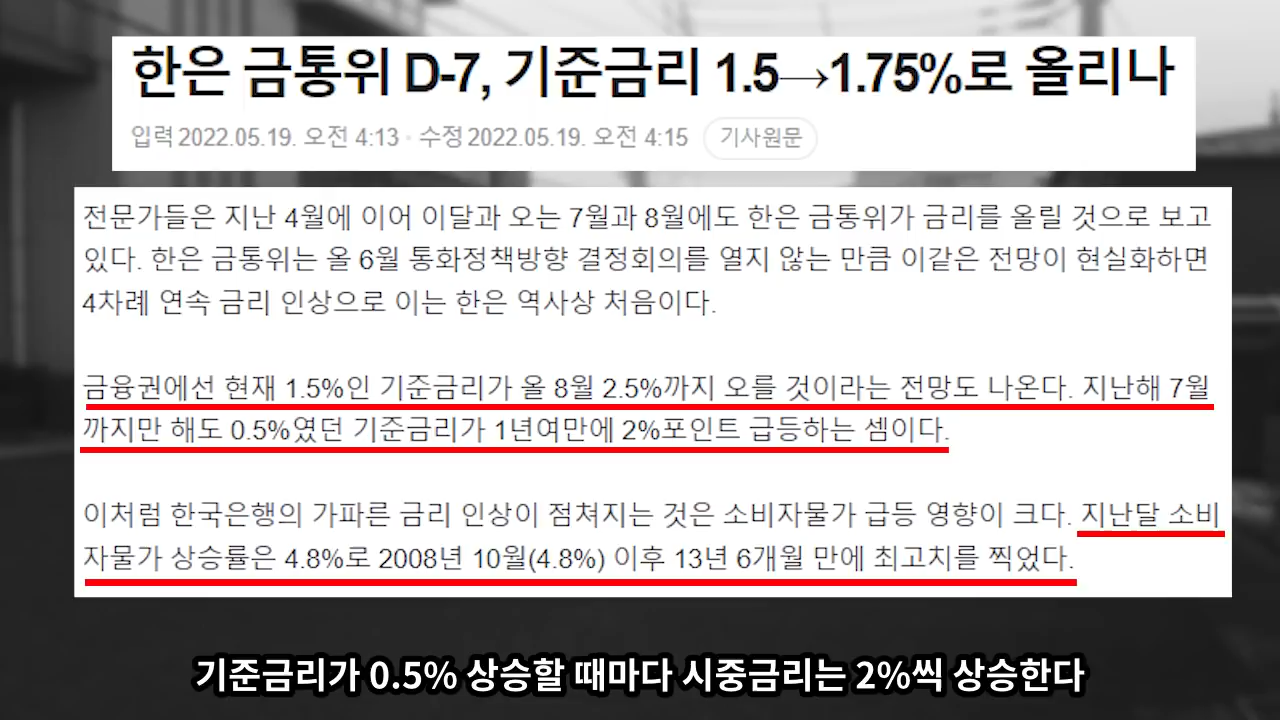 한은 금통위 D-7, 기준금리 1.5→1.75%로 올리나
입력 2022.05.19. 오전 4:13 · 수정 2022.05.19. 오전 4:15 기사원문
전문가들은 지난 4월에 이어 이달과 오는 7월과 8월에도 한은 금통위가 금리를 올릴 것으로 보고
있다. 한은 금통위는 올 6월 통화정책방향 결정회의를 열지 않는 만큼 이같은 전망이 현실화하면
4차례 연속 금리 인상으로 이는 한은 역사상 처음이다.
금융권에선 현재 1.5%인 기준금리가 올 8월 2.5%까지 오를 것이라는 전망도 나온다. 지난해 7월
까지만 해도 0.5%였던 기준금리가 1년여만에 2%포인트 급등하는 셈이다.
이처럼 한국은행의 가파른 금리 인상이 점쳐지는 것은 소비자물가 급등 영향이 크다. 지난달 소비
자물가 상승률은 4.8%로 2008년 10월(4.8%) 이후 13년 6개월 만에 최고치를 찍었다.
기준금리가 0.5% 상승할 때마다 시중금리는 2%씩 상승한다